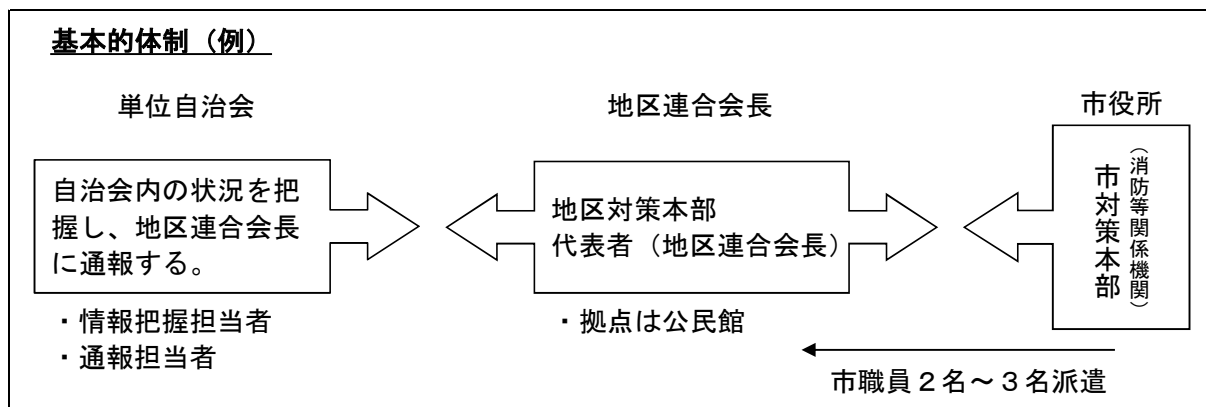 基本的体制（例）
単位自治会
自治会内の状況を把
握し、地区連合会長
に通報する。
・情報把握担当者
・通報担当者
地区連合会長
地区対策本部
代表者（地区連合会長）
・拠点は公民館
市役所
市対策本部
（消防等関係機関）
市職員２名～３名派遣